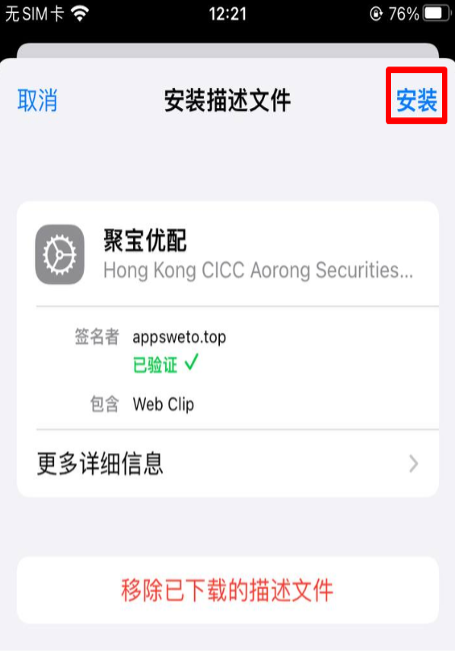 无SIM卡 12:21 76%
取消 安装描述文件 安装
聚宝优配
Hong Kong CICC Aorong Securities...
签名者 appsweto.top
已验证 ✓
包含 Web Clip
更多详细信息
移除已下载的描述文件